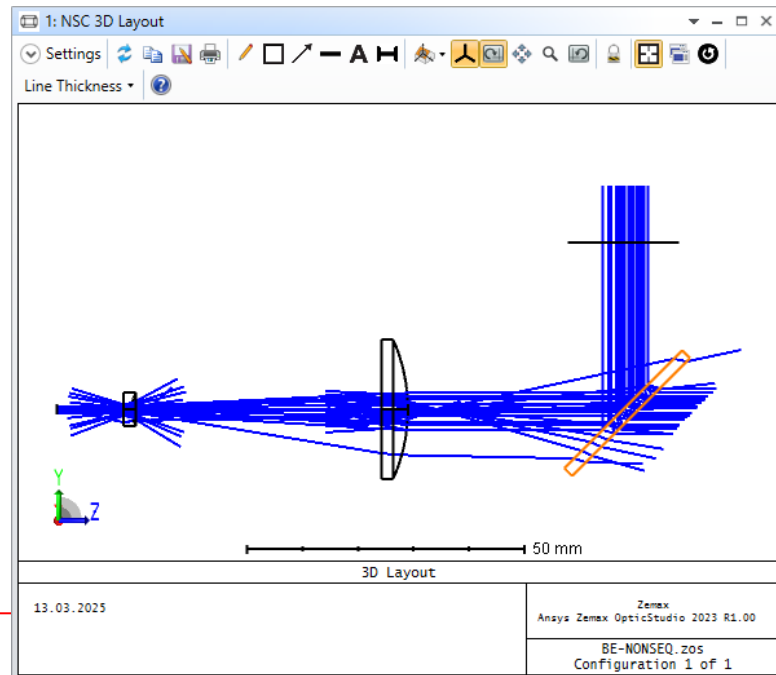 1: NSC 3D Layout
Settings
A
Line Thickness
Y
Z
50 mm
3D Layout
13.03.2025
Zemax
Ansys Zemax OpticStudio 2023 R1.00
BE-NONSEQ.zos
Configuration 1 of 1